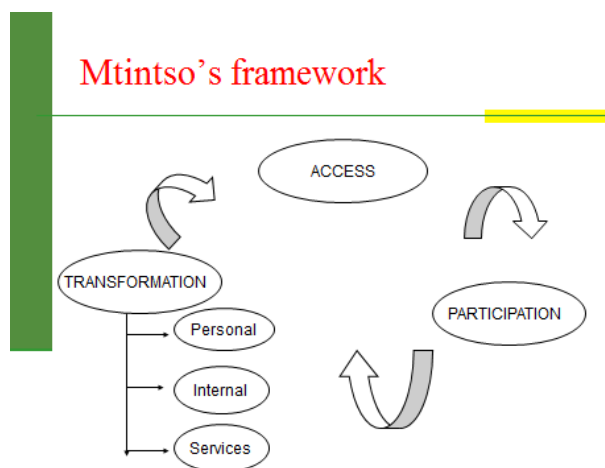 Mtintso's framework
ACCESS
TRANSFORMATION
PARTICIPATION
Personal
Internal
Services